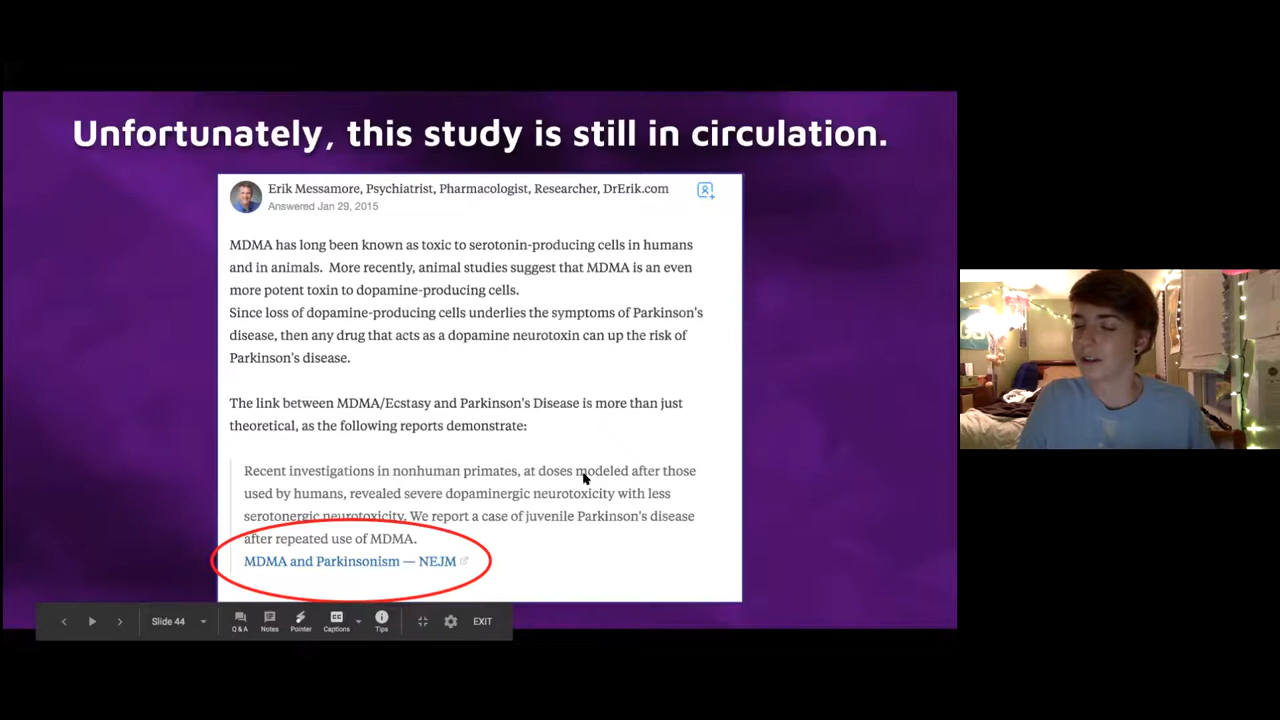 Unfortunately, this study is still in circulation.
Erik Messamore, Psychiatrist, Pharmacologist, Researcher, DrErik.com
Answered Jan 29, 2015
MDMA has long been known as toxic to serotonin-producing cells in humans
and in animals. More recently, animal studies suggest that MDMA is an even
more potent toxin to dopamine-producing cells.
Since loss of dopamine-producing cells underlies the symptoms of Parkinson's
disease, then any drug that acts as a dopamine neurotoxin can up the risk of
Parkinson's disease.
The link between MDMA/Ecstasy and Parkinson's Disease is more than just
theoretical, as the following reports demonstrate:
Recent investigations in nonhuman primates, at doses modeled after those
used by humans, revealed severe dopaminergic neurotoxicity with less
serotonergic neurotoxicity. We report a case of juvenile Parkinson's disease
after repeated use of MDMA.
MDMA and Parkinsonism — NEJM
Slide 44
Q&A
Notes
Pointer
CC
Captions
Tips
EXIT